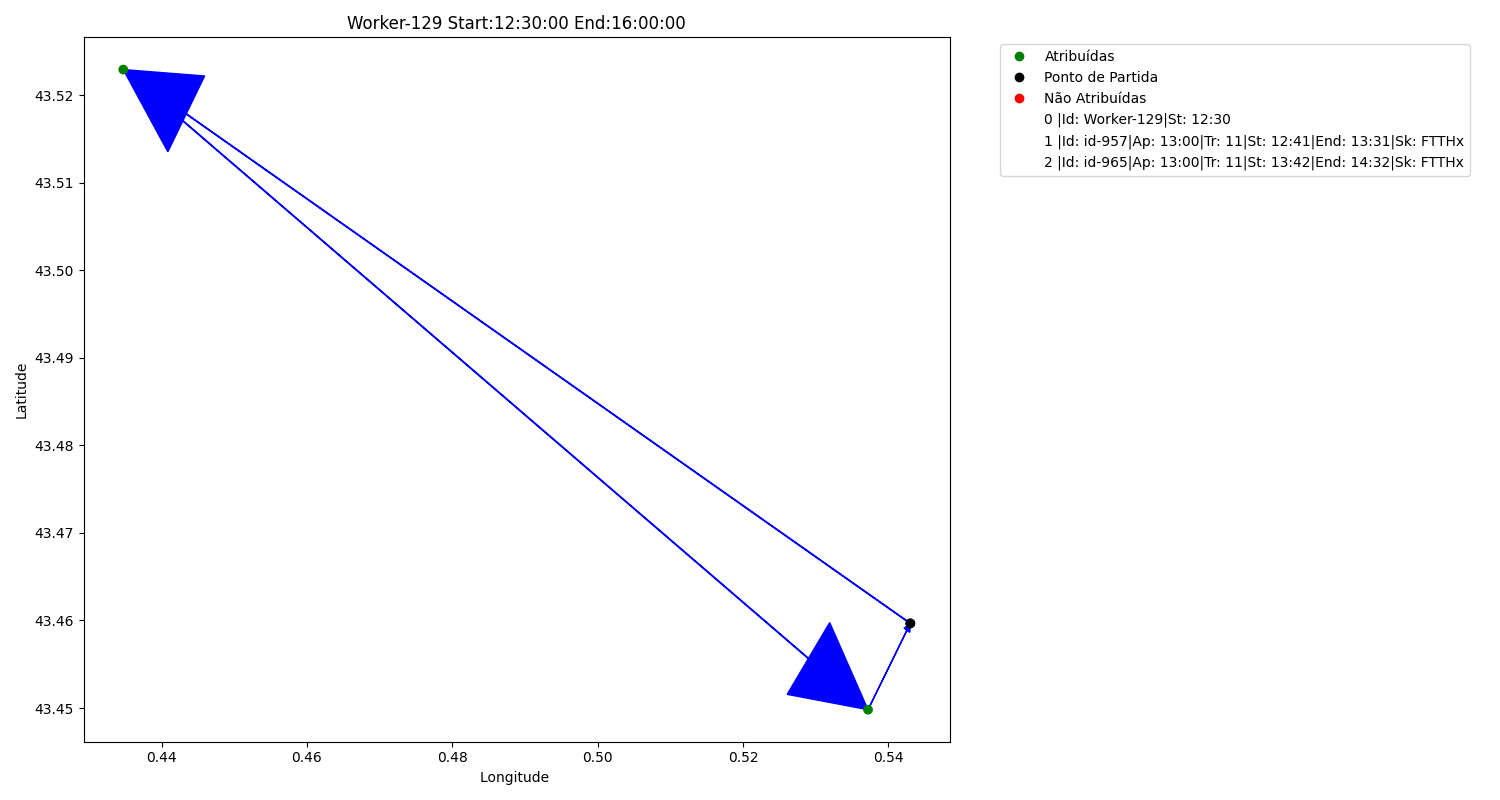 Worker-129 Start:12:30:00 End:16:00:00
Atribuídas
Ponto de Partida
Não Atribuídas
0 |Id: Worker-129|St: 12:30
1 |Id: id-957|Ap: 13:00|Tr: 11|St: 12:41|End: 13:31|Sk: FTTHx
2 |Id: id-965|Ap: 13:00|Tr: 11|St: 13:42|End: 14:32|Sk: FTTHx
43.52
43.51
43.50
43.49
43.48
43.47
43.46
43.45
Latitude
0.44 0.46 0.48 0.50 0.52 0.54
Longitude